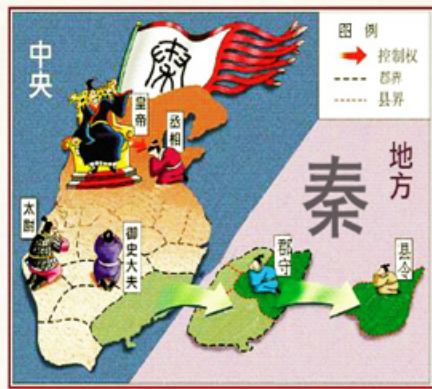 中央
秦
图 例
控制权
郡界
县界
皇帝
丞相
地方
秦
太尉
御史大夫
郡守
县令